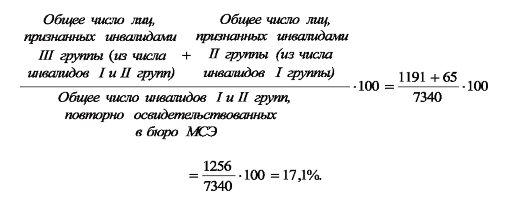 Общее число лиц, Общее число лиц,
признанных инвалидами признанных инвалидами
III группы (из числа + II группы (из числа
инвалидов I и II групп) инвалидов I группы)
Общее число инвалидов I и II групп,
повторно освидетельствованных
в бюро МСЭ
· 100 = (1191 + 65) / 7340 · 100
= 1256 / 7340 · 100 = 17,1%.